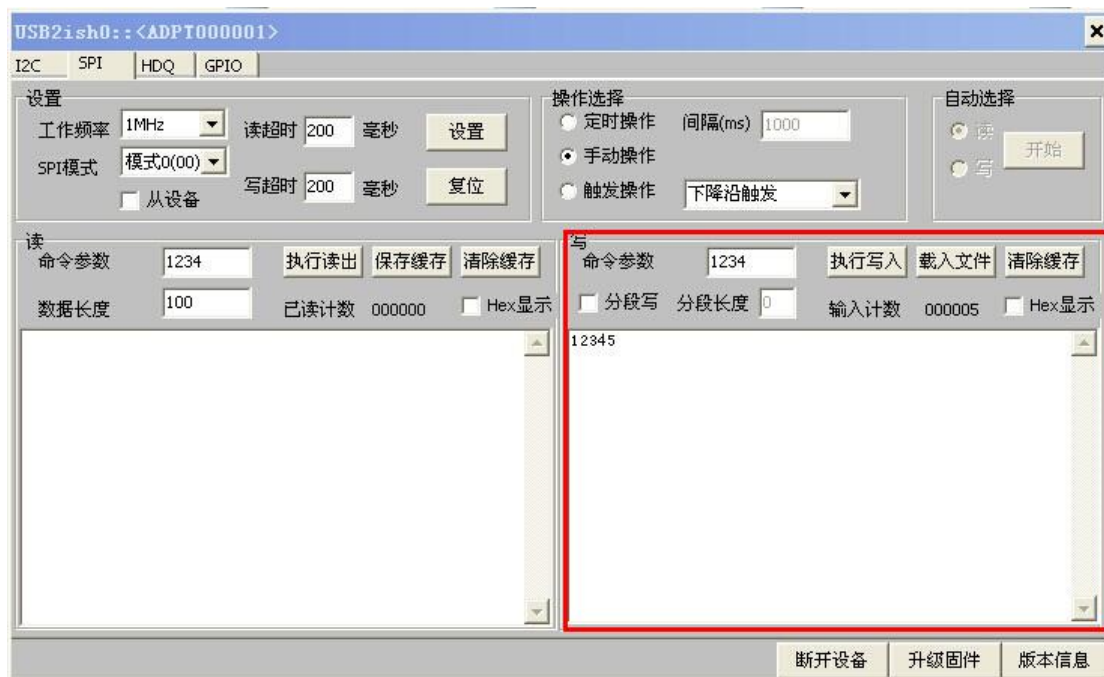 USB2ish0::<ADPT000001>
I2C SPI HDQ GPIO
设置
工作频率 1MHz 读超时 200 毫秒 设置
SPI模式 模式0(00)
从设备 写超时 200 毫秒 复位
操作选择
定时操作 间隔(ms) 1000
手动操作
触发操作 下降沿触发
自动选择
读
写
开始
读
命令参数 1234 执行读出 保存缓存 清除缓存
数据长度 100 已读计数 000000 Hex显示
写
命令参数 1234 执行写入 载入文件 清除缓存
分段写 分段长度 0 输入计数 000005 Hex显示
12345
断开设备 升级固件 版本信息